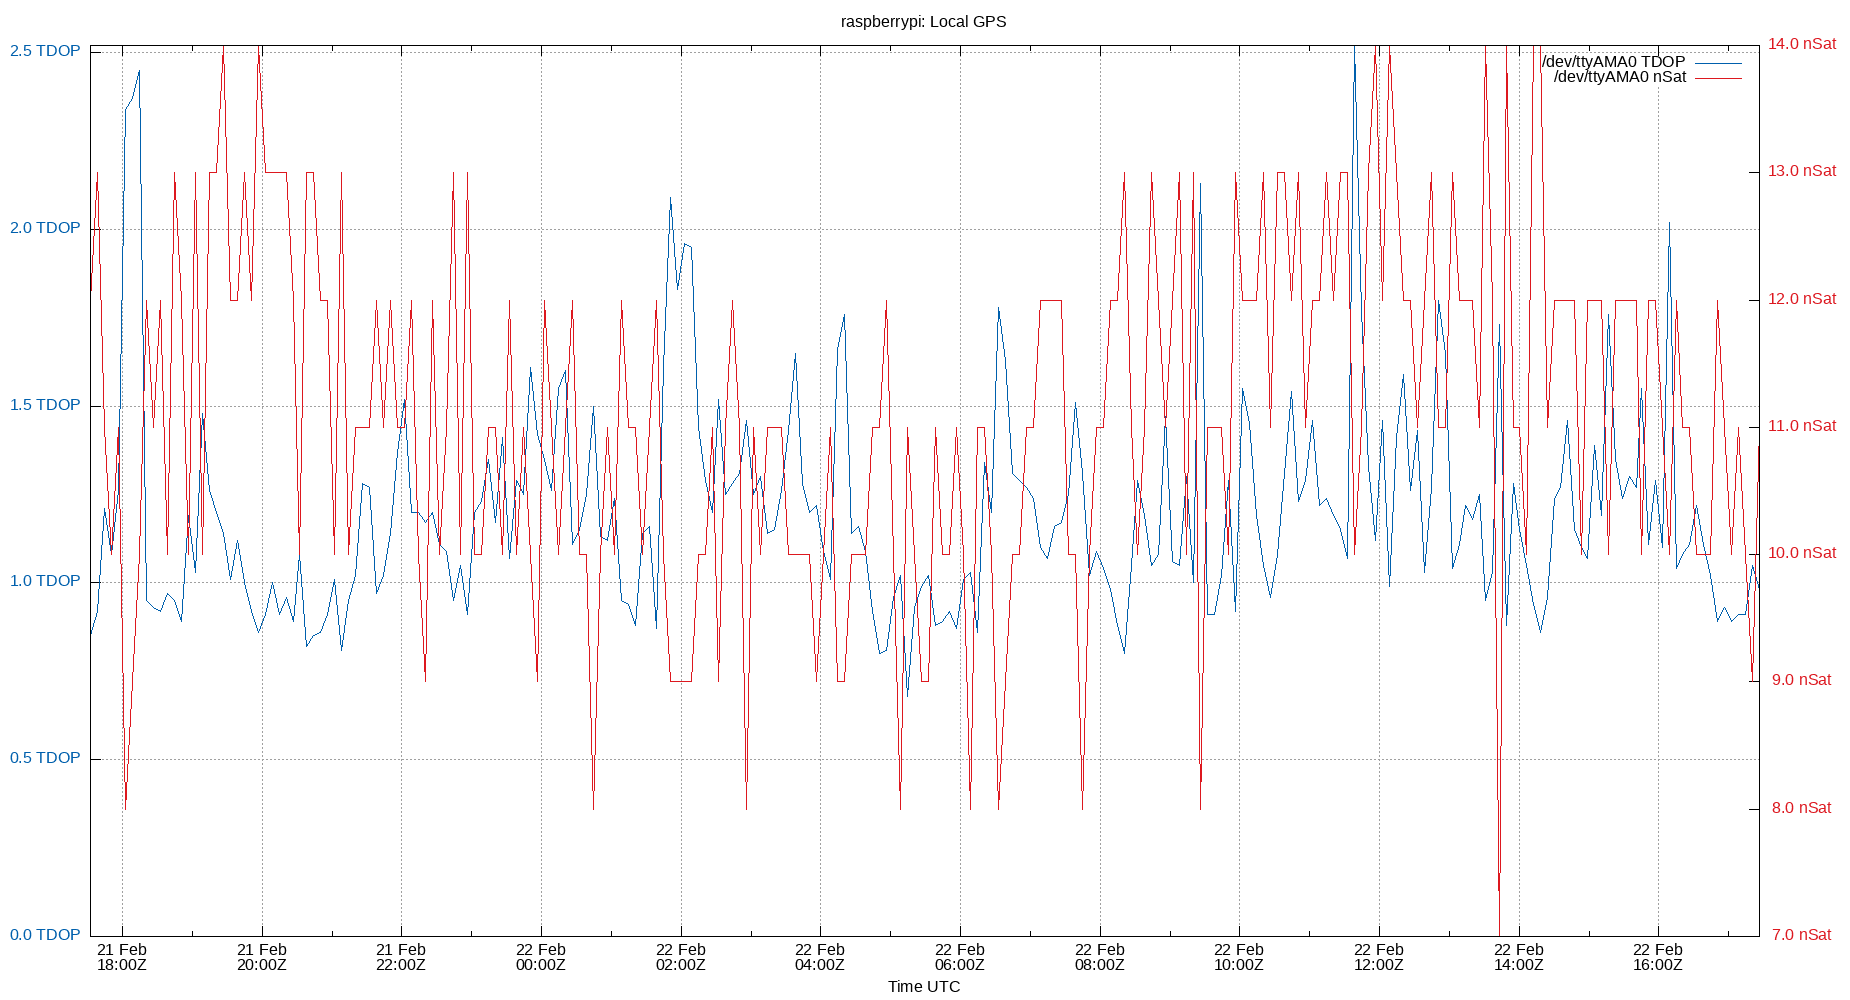 raspberrypi: Local GPS
2.5 TDOP
2.0 TDOP
1.5 TDOP
1.0 TDOP
0.5 TDOP
0.0 TDOP
14.0 nSat
13.0 nSat
12.0 nSat
11.0 nSat
10.0 nSat
9.0 nSat
8.0 nSat
7.0 nSat
/dev/ttyAMA0 TDOP
/dev/ttyAMA0 nSat
21 Feb
18:00Z
21 Feb
20:00Z
21 Feb
22:00Z
22 Feb
00:00Z
22 Feb
02:00Z
22 Feb
04:00Z
22 Feb
06:00Z
22 Feb
08:00Z
22 Feb
10:00Z
22 Feb
12:00Z
22 Feb
14:00Z
22 Feb
16:00Z
Time UTC